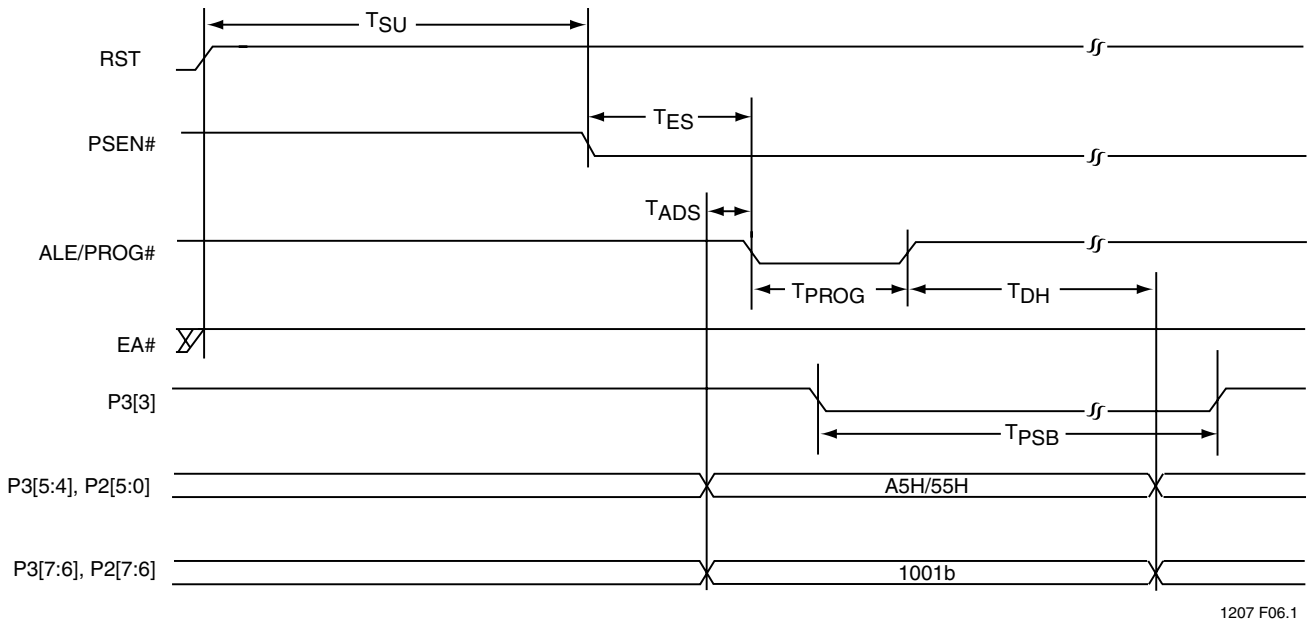 TSU
RST
TES
PSEN#
TADS
ALE/PROG#
TPROG
TDH
EA#
P3[3]
TPSB
P3[5:4], P2[5:0]
A5H/55H
P3[7:6], P2[7:6]
1001b
1207 F06.1